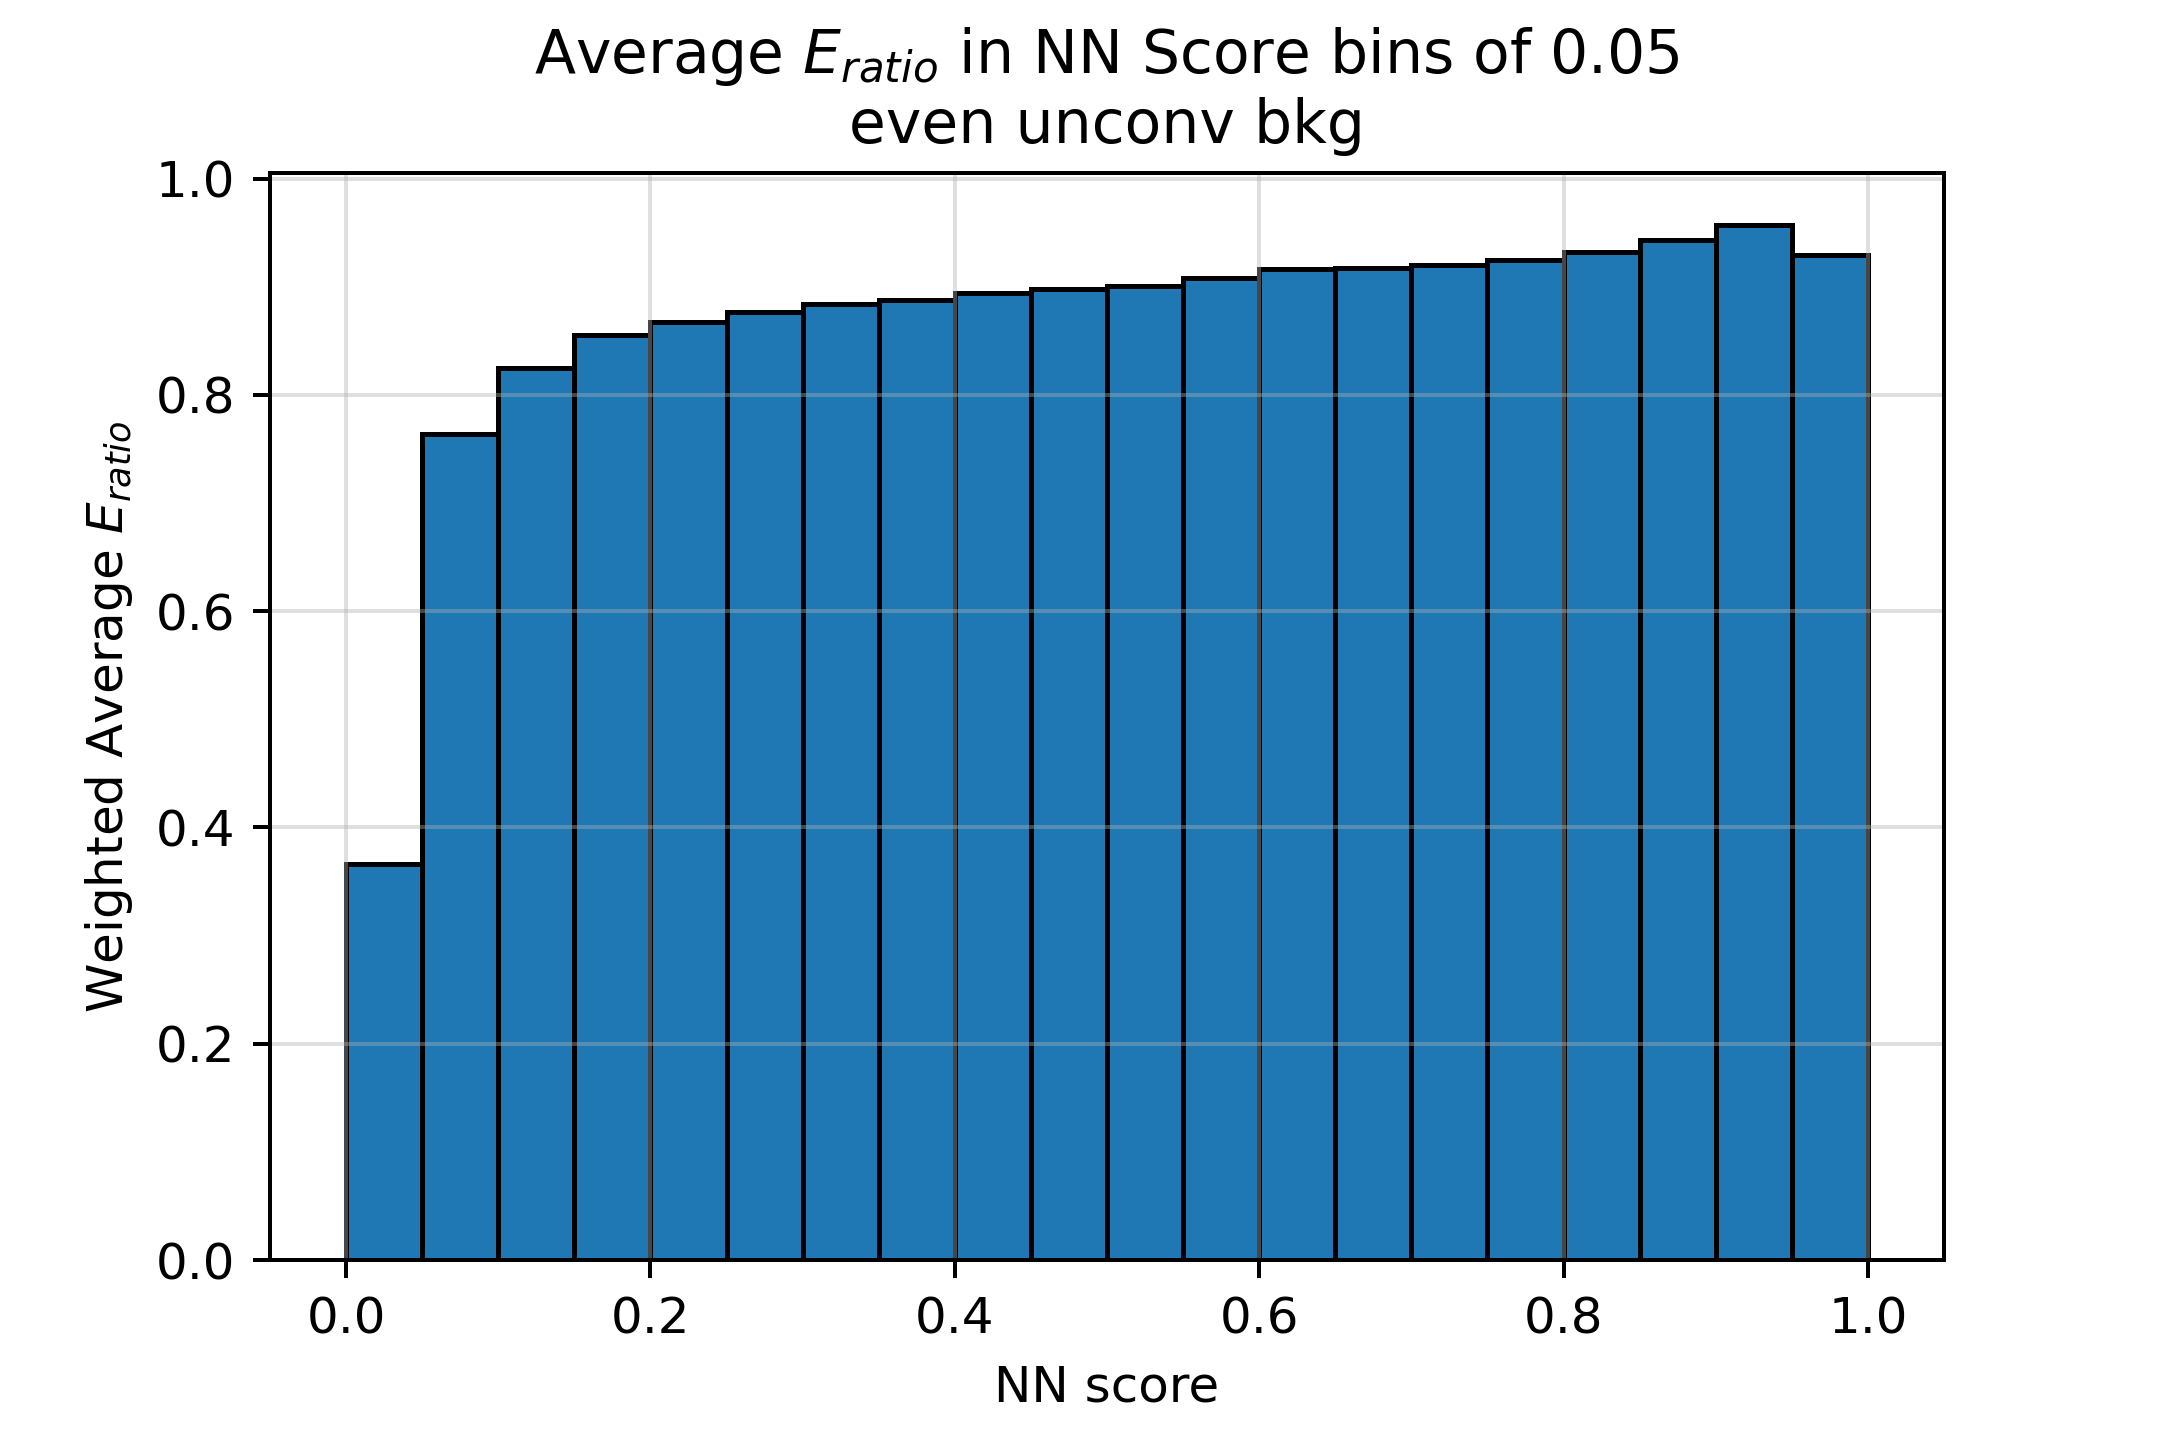 Average E_ratio in NN Score bins of 0.05
even unconv bkg
Weighted Average E_ratio
1.0
0.8
0.6
0.4
0.2
0.0
0.0 0.2 0.4 0.6 0.8 1.0
NN score